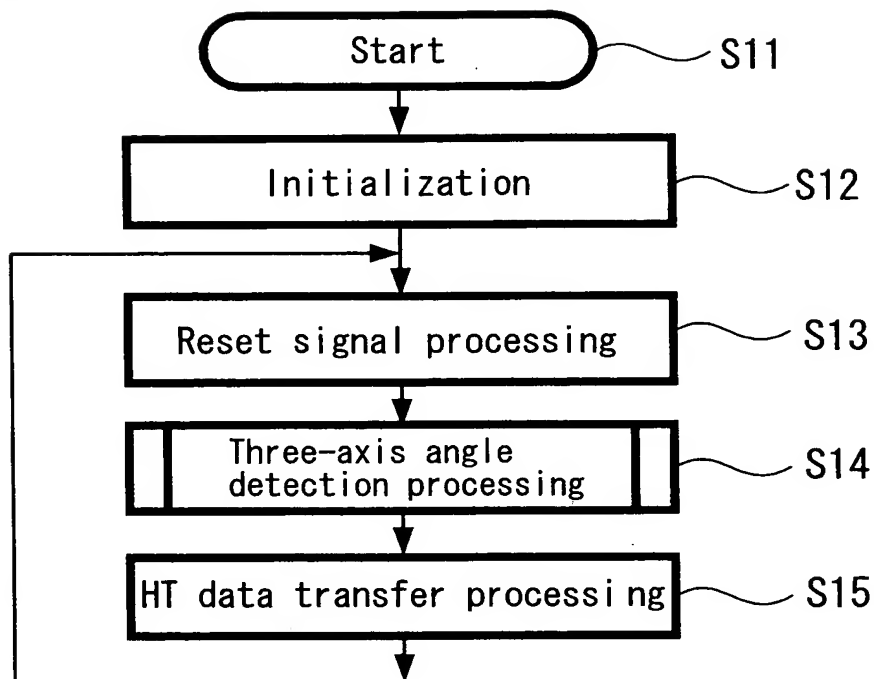 Start
S11
Initialization
S12
Reset signal processing
S13
Three-axis angle
detection processing
S14
HT data transfer processing
S15